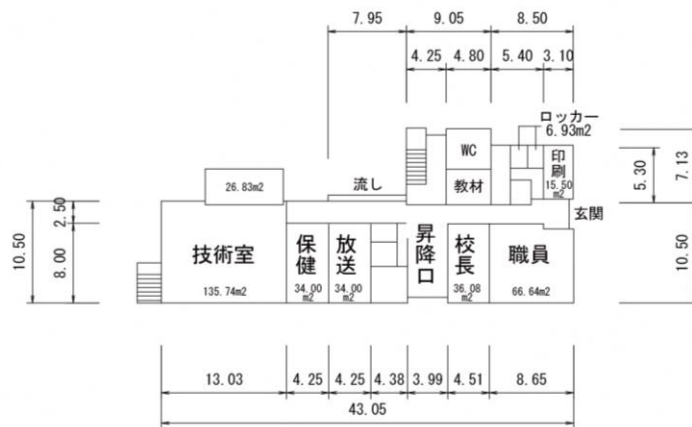 7.95 9.05 8.50
4.25 4.80 5.40 3.10
ロッカー
6.93m2
WC
印刷
15.50
m2
教材
流し
26.83m2
5.30
7.13
玄関
2.50
10.50
8.00
10.50
技術室
135.74m2
保健
34.00
m2
放送
34.00
m2
昇降口
校長
36.08
m2
職員
66.64m2
13.03 4.25 4.25 4.38 3.99 4.51 8.65
43.05